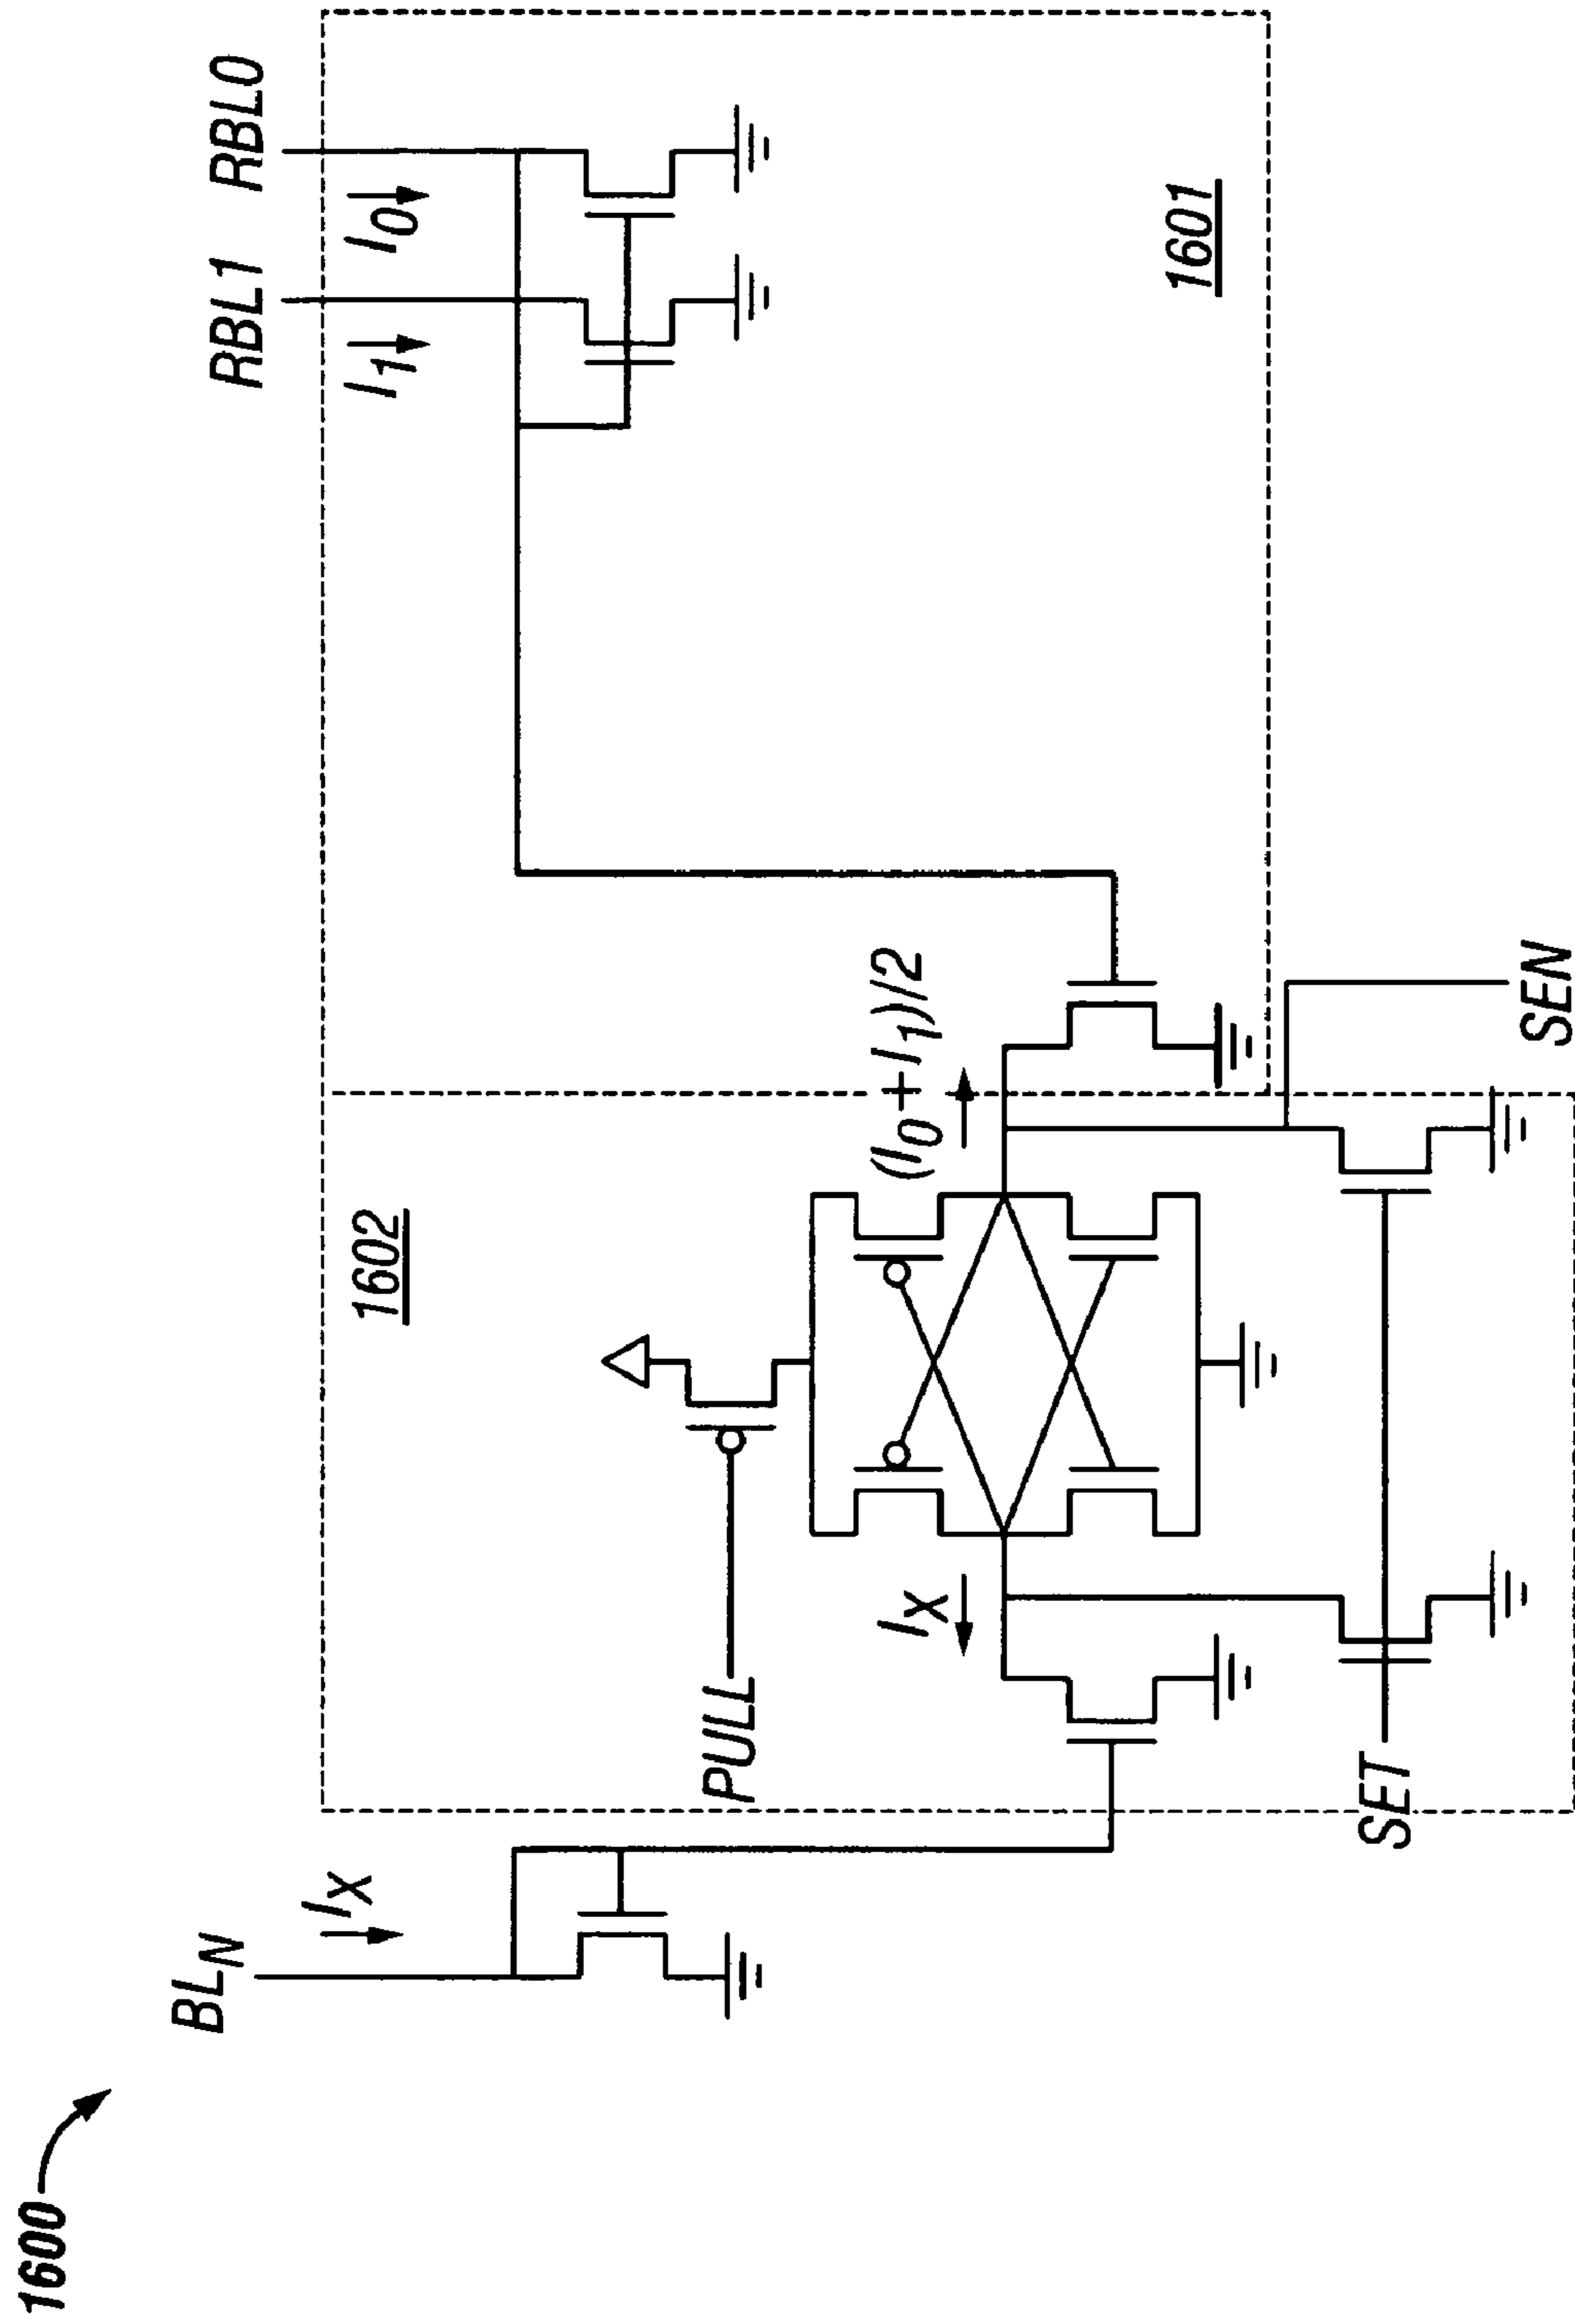 1600
BL_N
I_X
RBL1
RBL0
I_1
I_0
1602
1601
PULL
I_X
(I_0+I_1)/2
SET
SEN